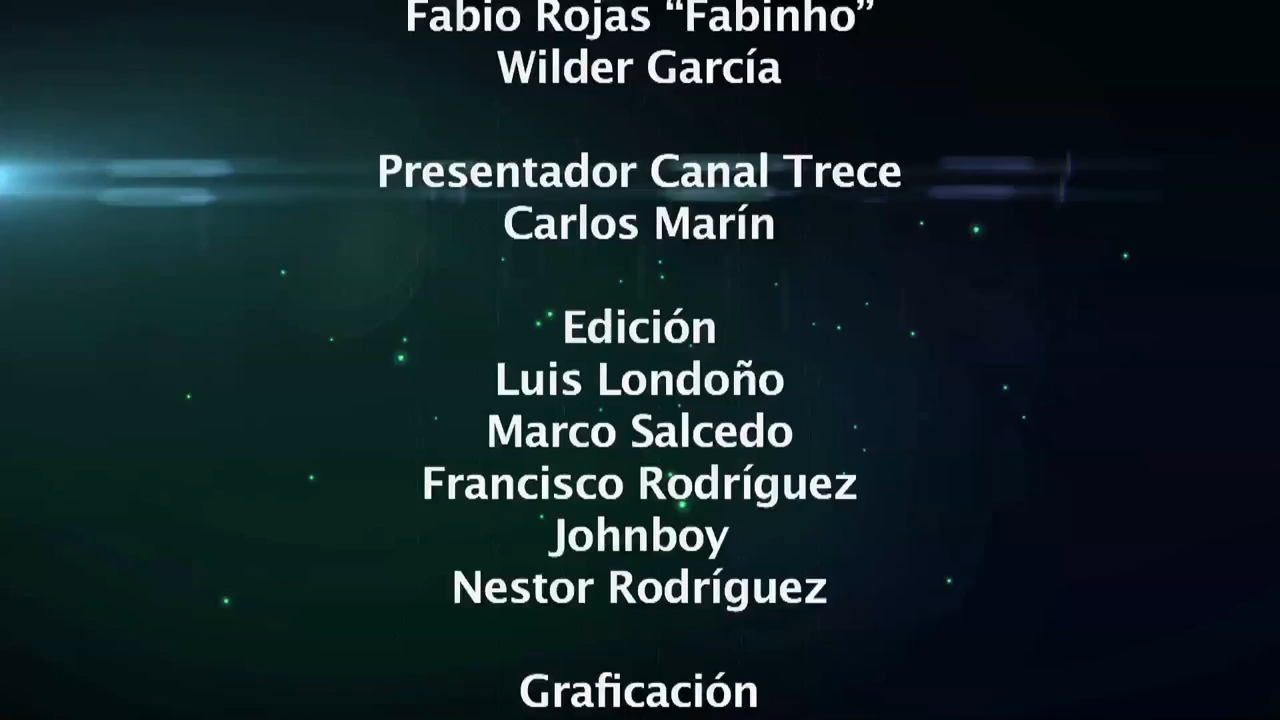 Fabio Rojas “Fabinho”
Wilder García
Presentador Canal Trece
Carlos Marín
Edición
Luis Londoño
Marco Salcedo
Francisco Rodríguez
Johnboy
Nestor Rodríguez
Graficación